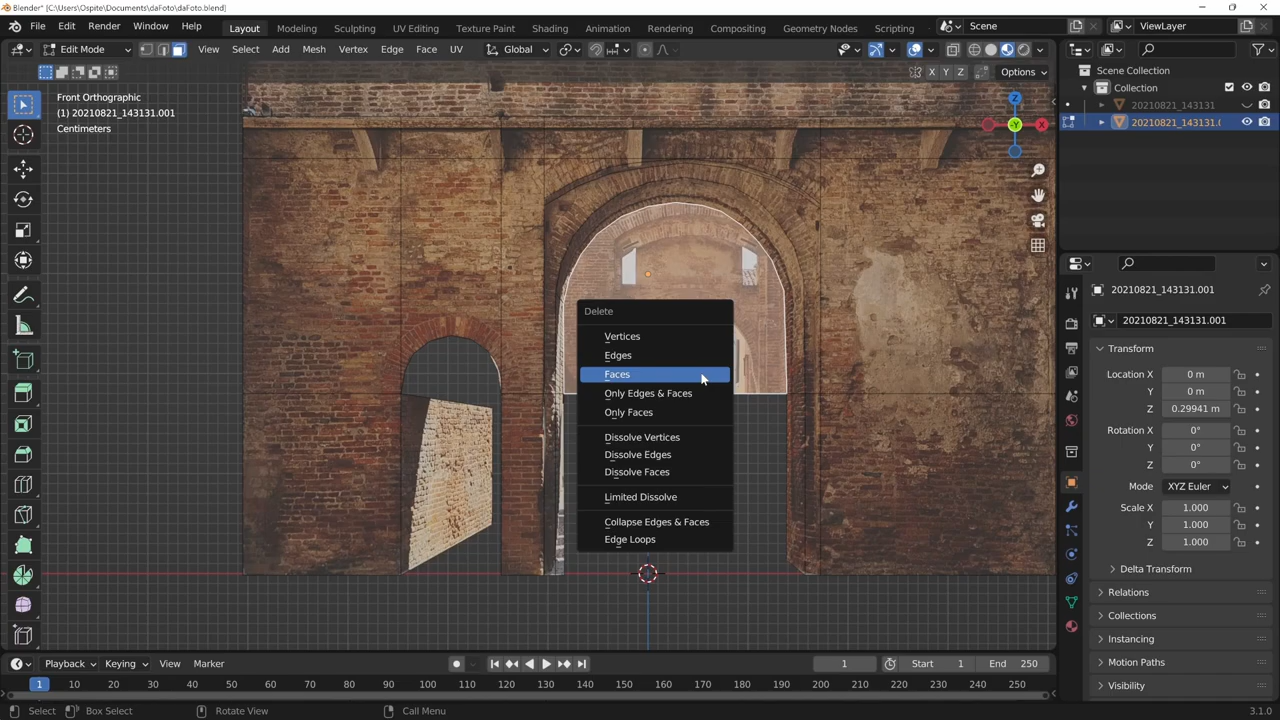 Blender* [C:\Users\Ospite\Documents\daFoto\daFoto.blend]
File Edit Render Window Help Layout Modeling Sculpting UV Editing Texture Paint Shading Animation Rendering Compositing Geometry Nodes Scripting Scene ViewLayer
Edit Mode View Select Add Mesh Vertex Edge Face UV Global
X Y Z Options
Front Orthographic
(1) 20210821_143131.001
Centimeters
Z
-Y X
Delete
Vertices
Edges
Faces
Only Edges & Faces
Only Faces
Dissolve Vertices
Dissolve Edges
Dissolve Faces
Limited Dissolve
Collapse Edges & Faces
Edge Loops
Scene Collection
Collection
20210821_143131
20210821_143131.(
20210821_143131.001
20210821_143131.001
Transform
Location X 0 m
Y 0 m
Z 0.29941 m
Rotation X 0°
Y 0°
Z 0°
Mode XYZ Euler
Scale X 1.000
Y 1.000
Z 1.000
Delta Transform
Relations
Collections
Instancing
Motion Paths
Visibility
Playback Keying View Marker 1 Start 1 End 250
1 10 20 30 40 50 60 70 80 90 100 110 120 130 140 150 160 170 180 190 200 210 220 230 240 250
Select Box Select Rotate View Call Menu 3.1.0